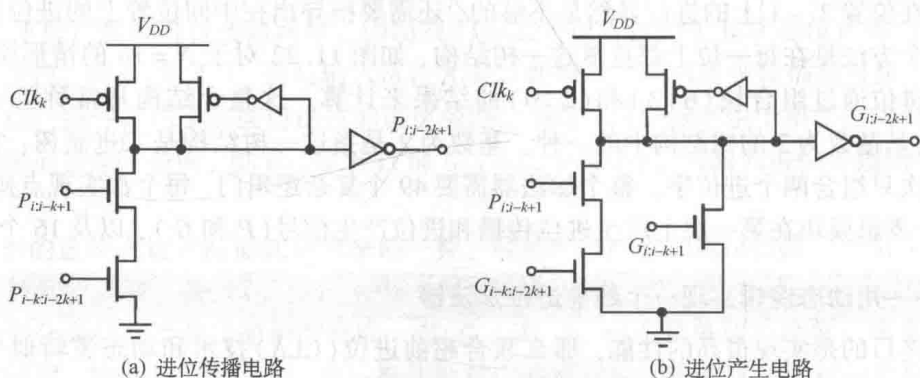 V_DD
V_DD
Clk_k
P_{i:i-2k+1}
P_{i:i-k+1}
P_{i-k:i-2k+1}
Clk_k
G_{i:i-2k+1}
P_{i:i-k+1}
G_{i:i-k+1}
G_{i-k:i-2k+1}
(a) 进位传播电路
(b) 进位产生电路